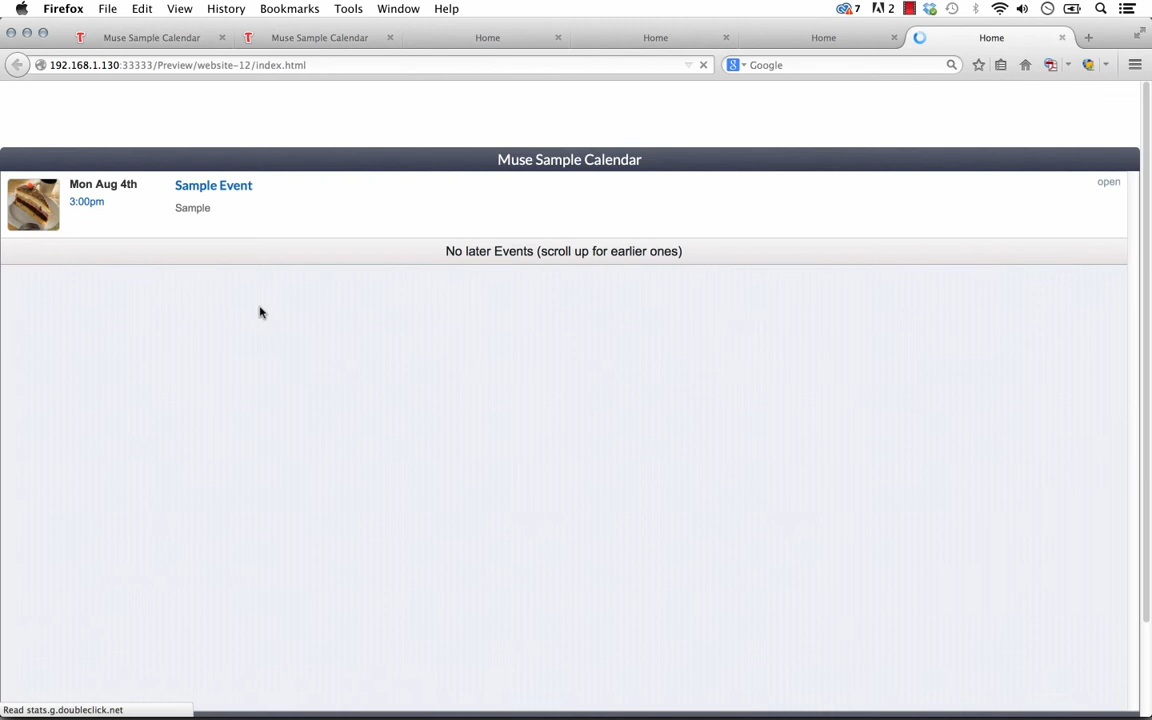 Firefox File Edit View History Bookmarks Tools Window Help 7 2
Muse Sample Calendar Muse Sample Calendar Home Home Home Home
192.168.1.130:33333/Preview/website-12/index.html Google
Muse Sample Calendar
Mon Aug 4th Sample Event open
3:00pm
Sample
No later Events (scroll up for earlier ones)
Read stats.g.doubleclick.net